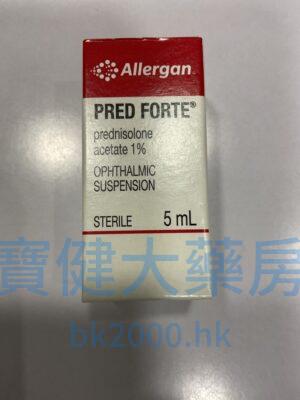 Allergan
PRED FORTE®
prednisolone
acetate 1%
OPHTHALMIC
SUSPENSION
STERILE 5 mL
寶健大藥房
bk2000.hk